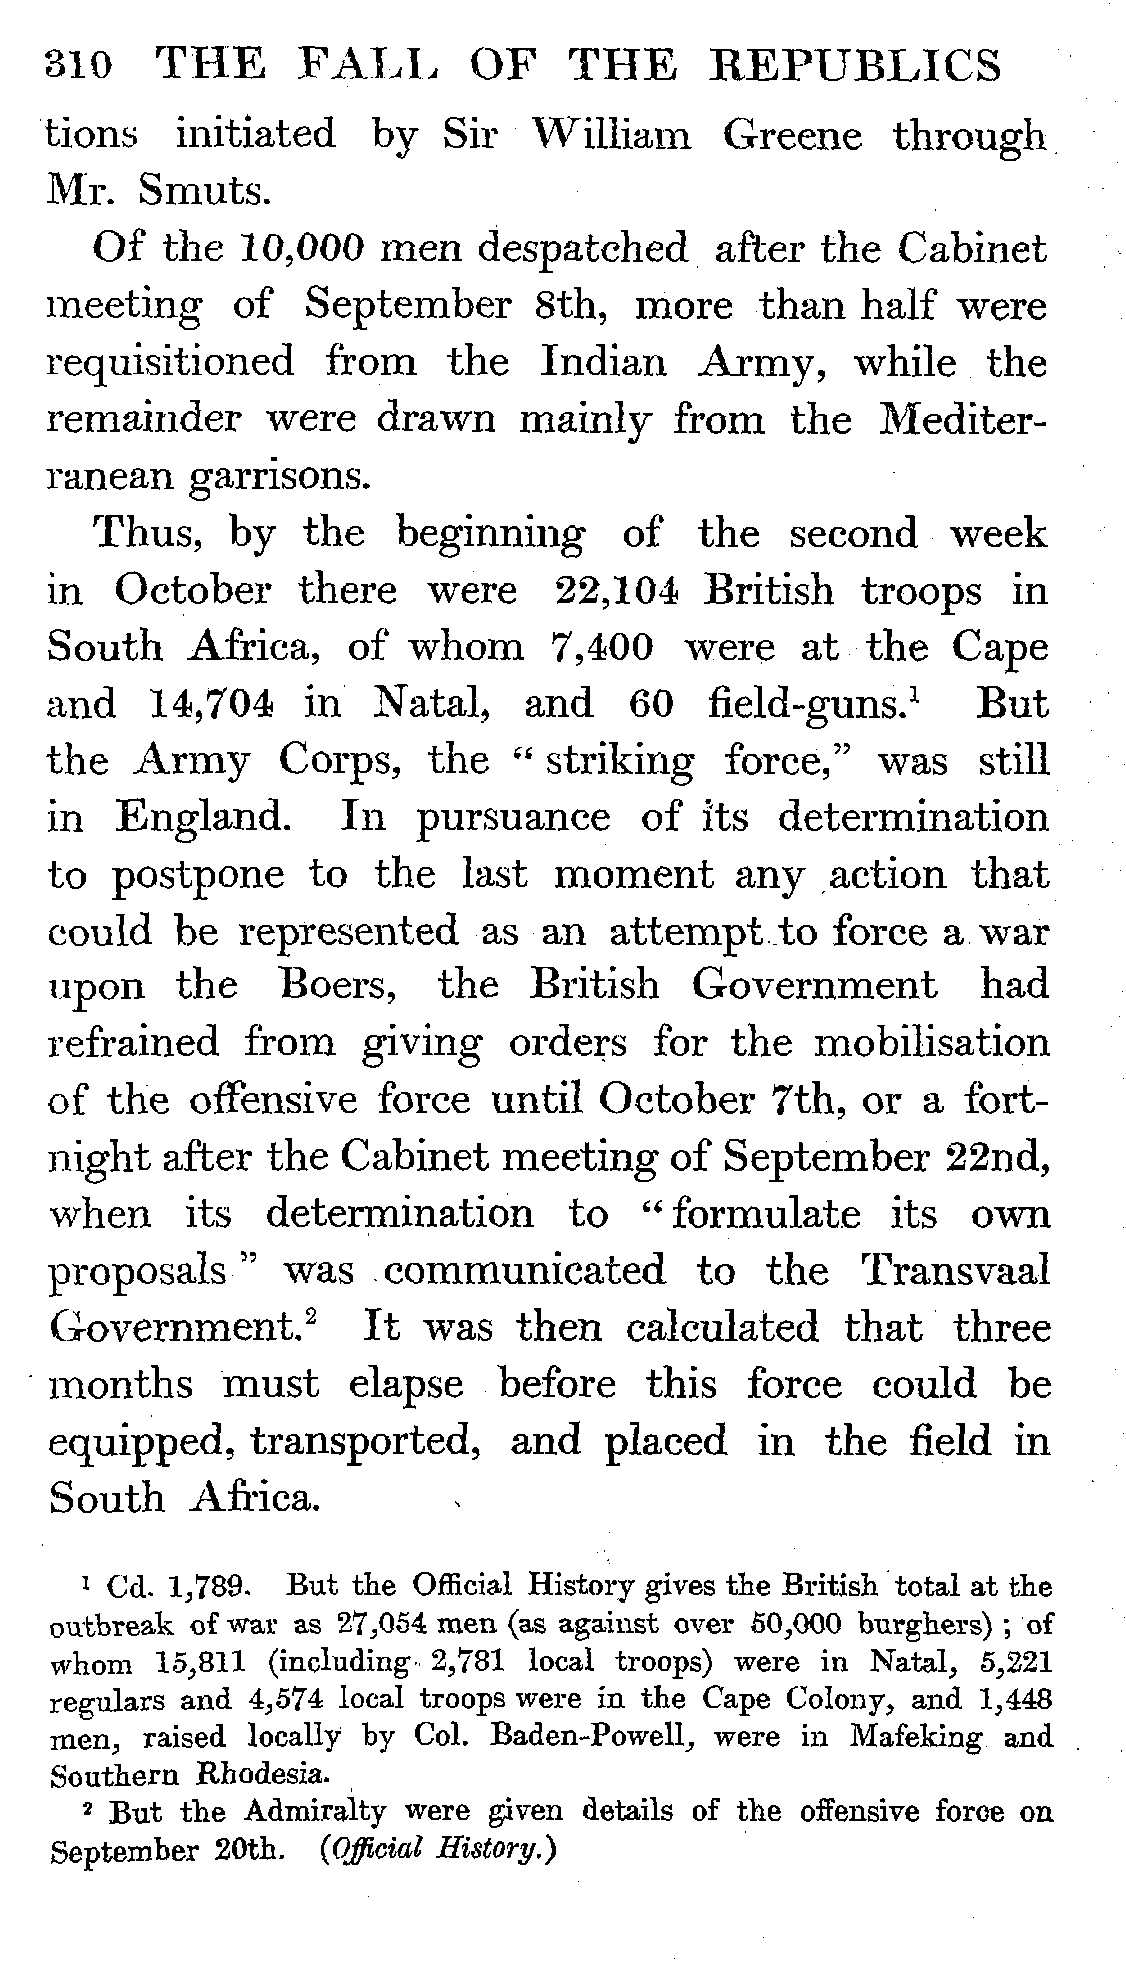 310 THE FALL OF THE REPUBLICS
tions initiated by Sir William Greene through
Mr. Smuts.
Of the 10,000 men despatched after the Cabinet
meeting of September 8th, more than half were
requisitioned from the Indian Army, while the
remainder were drawn mainly from the Mediter-
ranean garrisons.
Thus, by the beginning of the second week
in October there were 22,104 British troops in
South Africa, of whom 7,400 were at the Cape
and 14,704 in Natal, and 60 field-guns.¹ But
the Army Corps, the “ striking force,” was still
in England. In pursuance of its determination
to postpone to the last moment any action that
could be represented as an attempt to force a war
upon the Boers, the British Government had
refrained from giving orders for the mobilisation
of the offensive force until October 7th, or a fort-
night after the Cabinet meeting of September 22nd,
when its determination to “ formulate its own
proposals ” was communicated to the Transvaal
Government.² It was then calculated that three
months must elapse before this force could be
equipped, transported, and placed in the field in
South Africa.
¹ Cd. 1,789. But the Official History gives the British total at the
outbreak of war as 27,054 men (as against over 50,000 burghers) ; of
whom 15,811 (including 2,781 local troops) were in Natal, 5,221
regulars and 4,574 local troops were in the Cape Colony, and 1,448
men, raised locally by Col. Baden-Powell, were in Mafeking and
Southern Rhodesia.
² But the Admiralty were given details of the offensive force on
September 20th. (Official History.)